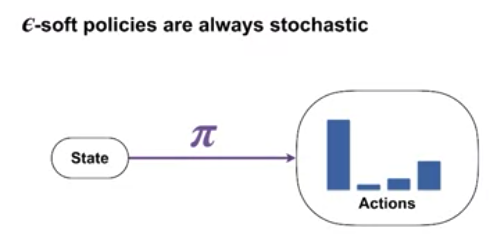 ϵ-soft policies are always stochastic
π
State
Actions